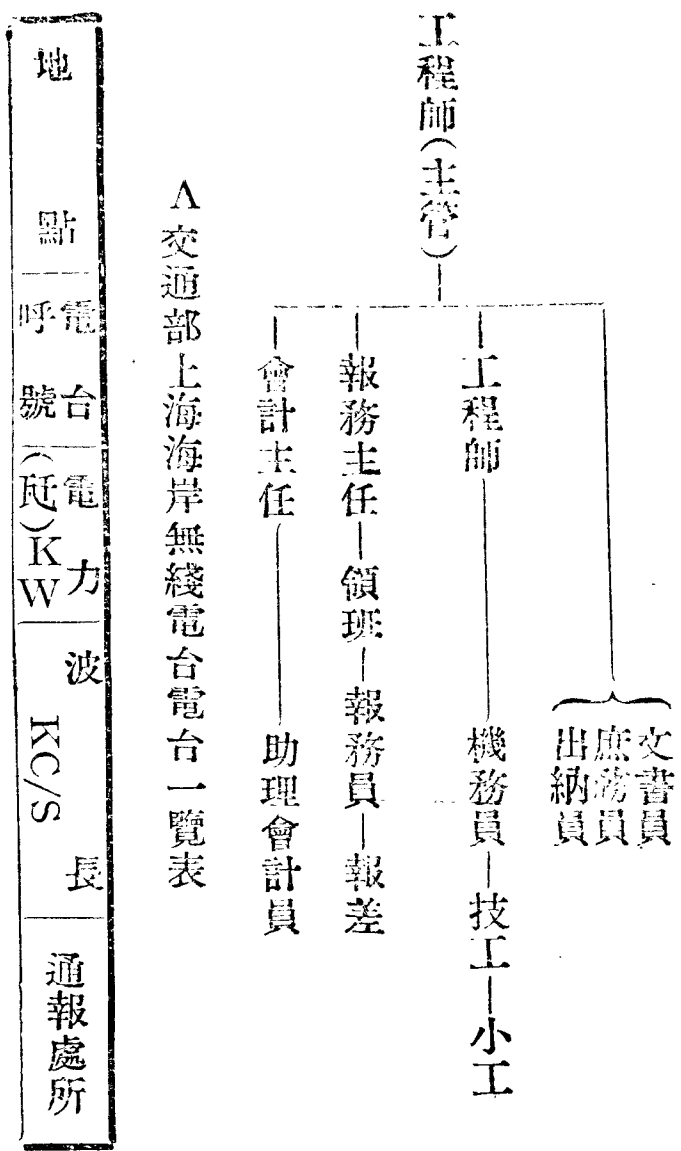 工程師(主管)
文書員
庶務員
出納員
工程師—機務員—技工—小工
報務主任—領班—報務員—報差
會計主任—助理會計員
A交通部上海海岸無綫電台電台一覽表
地點
電台
呼號
電力
(瓩)KW
波長
KC/S
通報處所